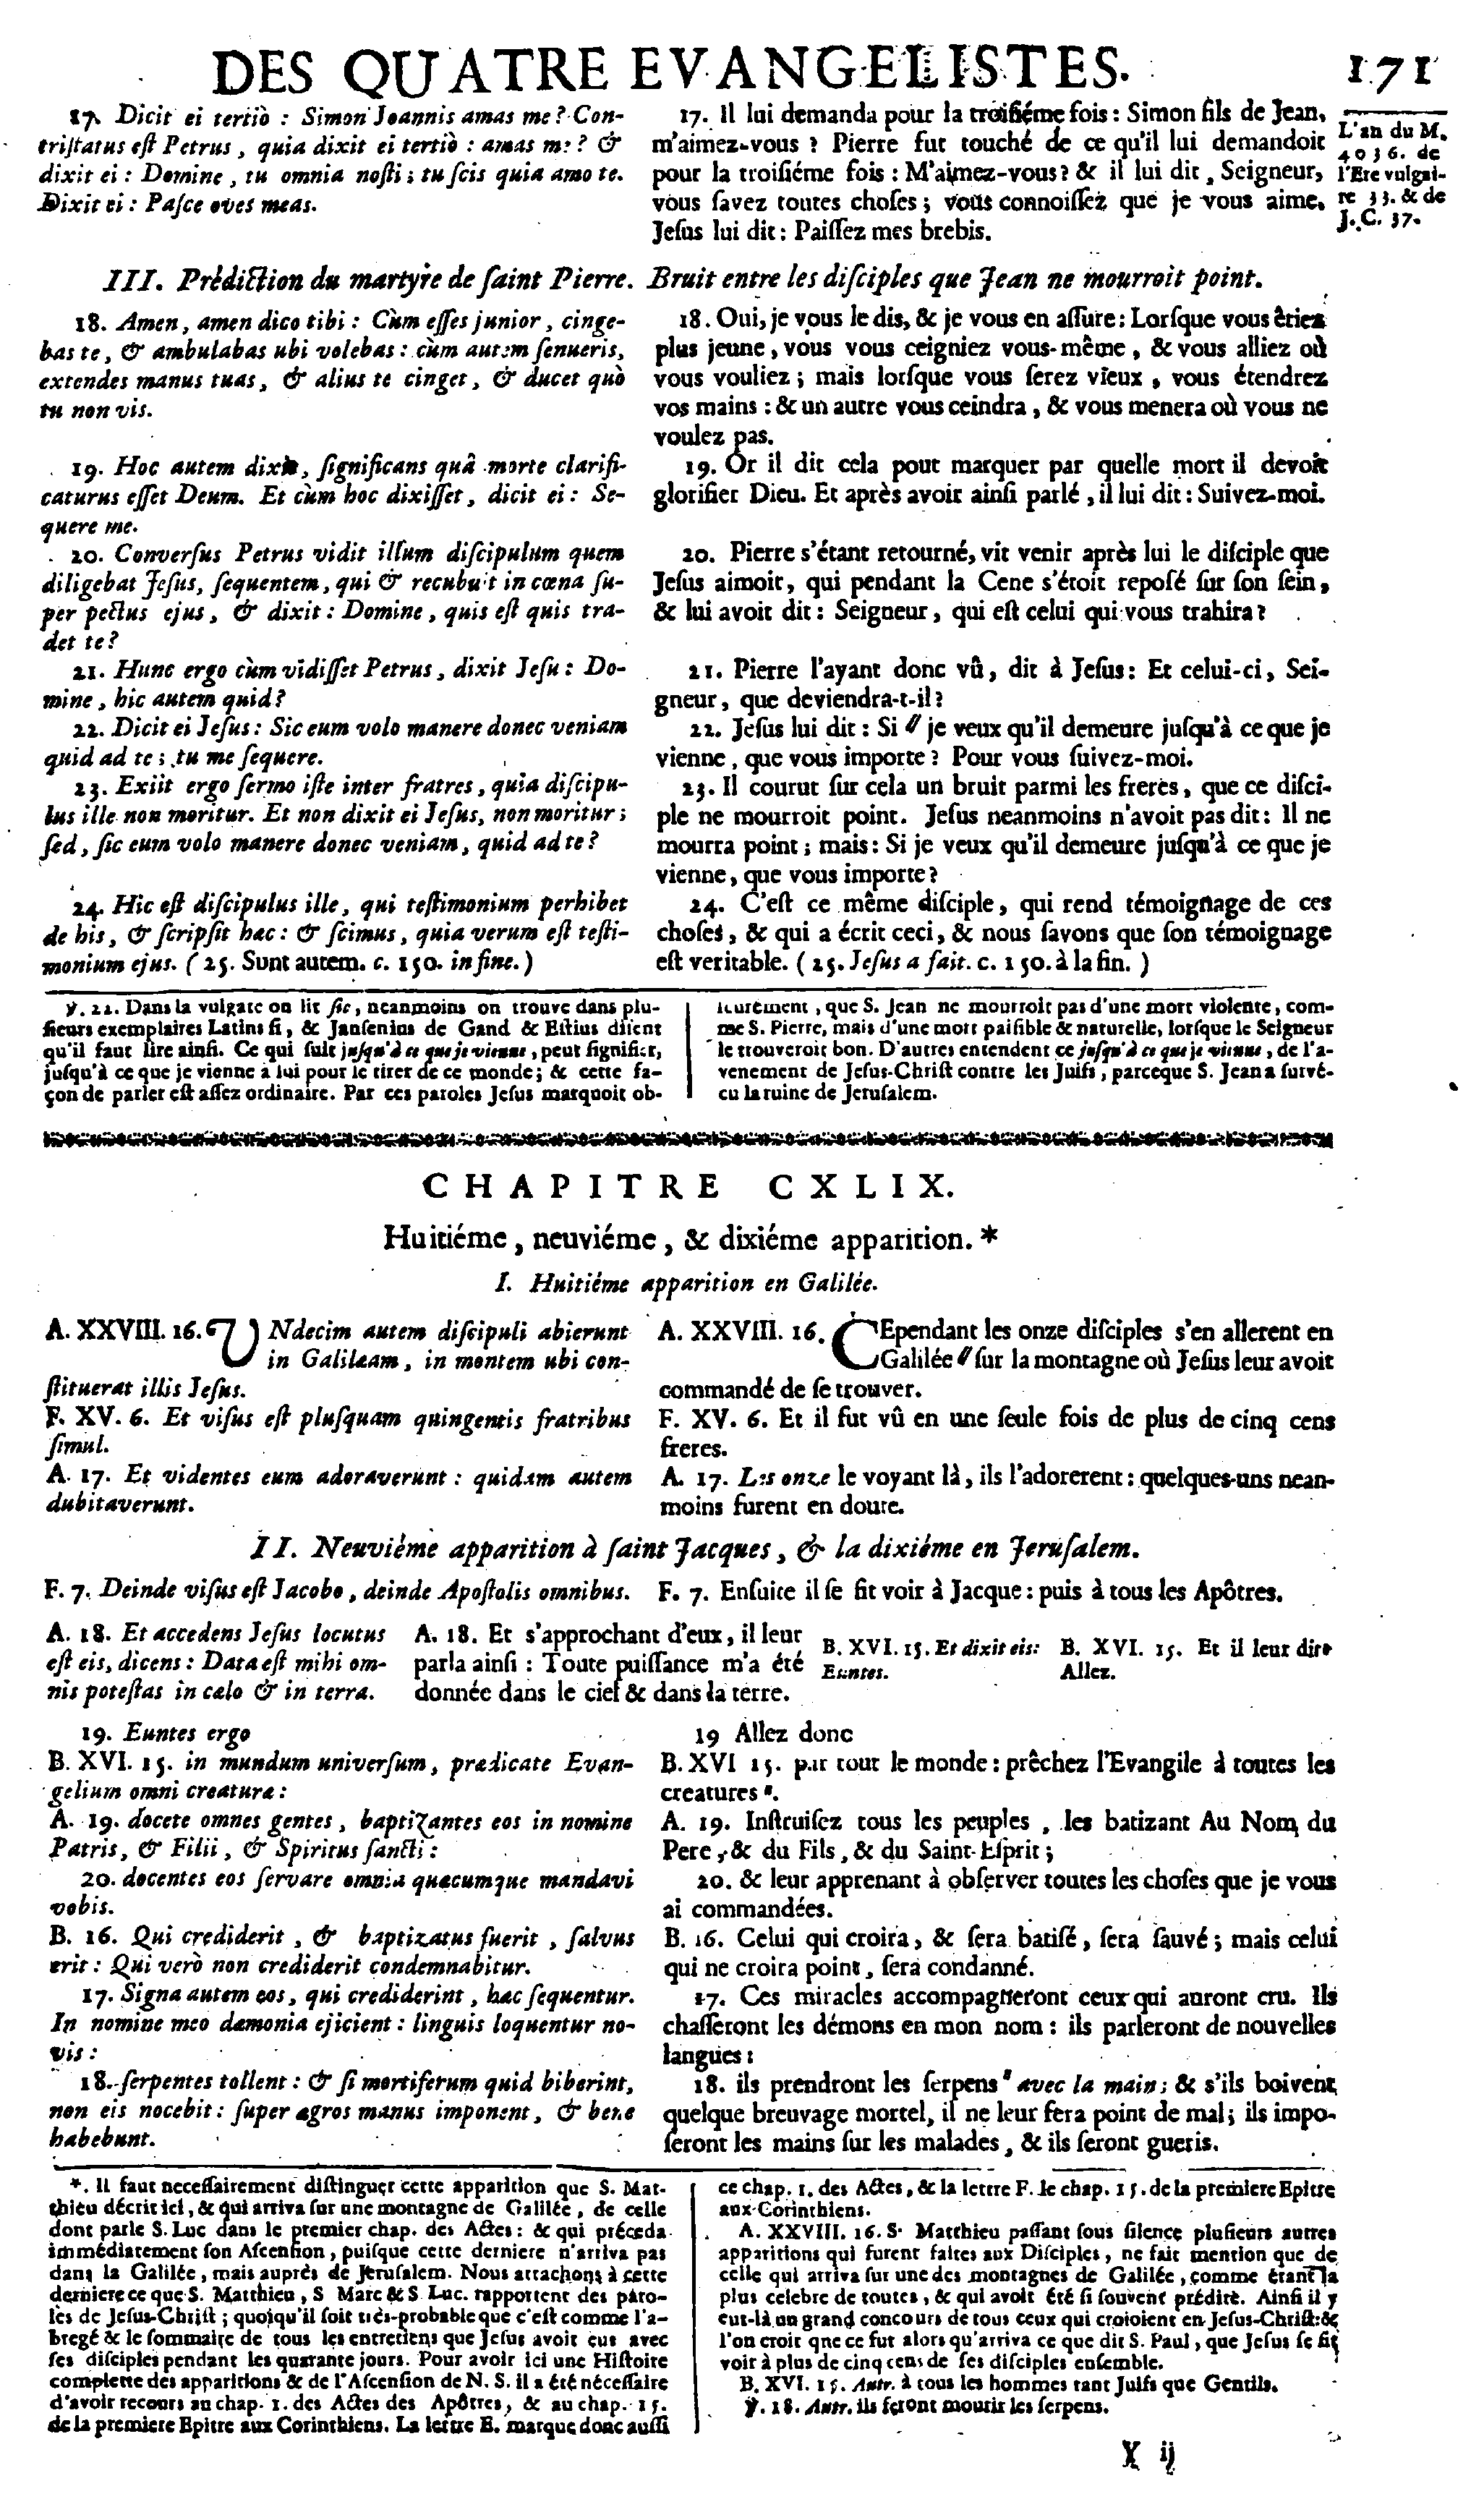 DES QUATRE EVANGELISTES.
171
L'an du M.
4036. de
l'Ere vulgai-
re 33. & de
J. C. 37.
17. Dicit ei tertiò : Simon Joannis amas me ? Con-
tristatus est Petrus , quia dixit ei tertiò : amas me ? &
dixit ei : Domine , tu omnia nosti ; tu scis quia amo te.
Dixit ei : Pasce oves meas.
17. Il lui demanda pour la troisiéme fois : Simon fils de Jean,
m'aimez-vous ? Pierre fut touché de ce qu'il lui demandoit
pour la troisiéme fois : M'aimez-vous ? & il lui dit , Seigneur,
vous savez toutes choses ; vous connoissez que je vous aime.
Jesus lui dit : Paissez mes brebis.
III. Prédiction du martyre de saint Pierre. Bruit entre les disciples que Jean ne mourroit point.
18. Amen , amen dico tibi : Cùm esses junior , cinge-
bas te , & ambulabas ubi volebas : cùm autem senueris,
extendes manus tuas , & alius te cinget , & ducet quò
tu non vis.
18. Oui, je vous le dis, & je vous en assure : Lorsque vous êtiez
plus jeune , vous vous ceigniez vous-même , & vous alliez où
vous vouliez ; mais lorsque vous serez vieux , vous étendrez
vos mains : & un autre vous ceindra , & vous menera où vous ne
voulez pas.
19. Hoc autem dixit, significans quâ morte clarifi-
caturus esset Deum. Et cùm hoc dixisset , dicit ei : Se-
quere me.
19. Or il dit cela pout marquer par quelle mort il devoit
glorifier Dieu. Et après avoir ainsi parlé , il lui dit : Suivez-moi.
20. Conversus Petrus vidit illum discipulum quem
diligebat Jesus, sequentem, qui & recubuit in cœna su-
per pectus ejus , & dixit : Domine , quis est quis tra-
det te ?
20. Pierre s'étant retourné, vit venir après lui le disciple que
Jesus aimoit, qui pendant la Cene s'étoit reposé sur son sein,
& lui avoit dit : Seigneur , qui est celui qui vous trahira ?
21. Hunc ergo cùm vidisset Petrus , dixit Jesu : Do-
mine , hic autem quid ?
21. Pierre l'ayant donc vû, dit à Jesus : Et celui-ci, Sei-
gneur, que deviendra-t-il ?
22. Dicit ei Jesus : Sic eum volo manere donec veniam
quid ad te ; tu me sequere.
22. Jesus lui dit : Si " je veux qu'il demeure jusqu'à ce que je
vienne , que vous importe ? Pour vous suivez-moi.
23. Exiit ergo sermo iste inter fratres , quia discipu-
lus ille non moritur. Et non dixit ei Jesus, non moritur ;
sed , sic eum volo manere donec veniam , quid ad te ?
23. Il courut sur cela un bruit parmi les freres , que ce disci-
ple ne mourroit point. Jesus neanmoins n'avoit pas dit : Il ne
mourra point ; mais : Si je veux qu'il demeure jusqu'à ce que je
vienne, que vous importe ?
24. Hic est discipulus ille, qui testimonium perhibet
de his , & scripsit hæc : & scimus , quia verum est testi-
monium ejus. ( 25. Sunt autem. c. 150. in fine. )
24. C'est ce même disciple, qui rend témoignage de ces
choses , & qui a écrit ceci , & nous savons que son témoignage
est veritable. ( 25. Jesus a fait. c. 150. à la fin. )
℣. 22. Dans la vulgate on lit sic , neanmoins on trouve dans plu-
sieurs exemplaires Latins si, & Jansenius de Gand & Estius disent
qu'il faut lire ainsi. Ce qui suit jusqu'à ce que je vienne , peut signifier,
jusqu'à ce que je vienne à lui pour le tirer de ce monde ; & cette fa-
çon de parler est assez ordinaire. Par ces paroles Jesus marquoit ob-
scurément , que S. Jean ne mourroit pas d'une mort violente, com-
me S. Pierre, mais d'une mort paisible & naturelle, lorsque le Seigneur
le trouveroit bon. D'autres entendent ce jusqu'à ce que je vienne , de l'a-
venement de Jesus-Christ contre les Juifs , parceque S. Jean a survé-
cu la ruine de Jerusalem.
CHAPITRE CXLIX.
Huitiéme , neuviéme , & dixiéme apparition. *
I. Huitiéme apparition en Galilée.
A. XXVIII. 16. UNdecim autem discipuli abierunt
in Galilæam , in montem ubi con-
stituerat illis Jesus.
A. XXVIII. 16. CEpendant les onze disciples s'en allerent en
Galilée " sur la montagne où Jesus leur avoit
commandé de se trouver.
F. XV. 6. Et visus est plusquam quingentis fratribus
simul.
F. XV. 6. Et il fut vû en une seule fois de plus de cinq cens
freres.
A. 17. Et videntes eum adoraverunt : quidam autem
dubitaverunt.
A. 17. Les onze le voyant là, ils l'adorerent : quelques-uns nean-
moins furent en doute.
II. Neuviéme apparition à saint Jacques , & la dixiéme en Jerusalem.
F. 7. Deinde visus est Jacobo , deinde Apostolis omnibus.
F. 7. Ensuite il se fit voir à Jacque : puis à tous les Apôtres.
A. 18. Et accedens Jesus locutus
est eis, dicens : Data est mihi om-
nis potestas in cælo & in terra.
A. 18. Et s'approchant d'eux , il leur
parla ainsi : Toute puissance m'a été
donnée dans le ciel & dans la terre.
B. XVI. 15. Et dixit eis:
Euntes.
B. XVI. 15. Et il leur dit
Allez.
19. Euntes ergo
19 Allez donc
B. XVI. 15. in mundum universum , prædicate Evan-
gelium omni creaturæ :
B. XVI 15. par tout le monde : prêchez l'Evangile à toutes les
creatures ".
A. 19. docete omnes gentes , baptizantes eos in nomine
Patris, & Filii , & Spiritus sancti :
A. 19. Instruisez tous les peuples , les batizant Au Nom du
Pere, & du Fils, & du Saint-Esprit ;
20. docentes eos servare omnia quæcumque mandavi
vobis.
20. & leur apprenant à observer toutes les choses que je vous
ai commandées.
B. 16. Qui crediderit , & baptizatus fuerit , salvus
erit : Qui verò non crediderit condemnabitur.
B. 16. Celui qui croira, & sera batisé , sera sauvé ; mais celui
qui ne croira point , sera condanné.
17. Signa autem eos, qui crediderint , hæc sequentur.
In nomine meo dæmonia ejicient : linguis loquentur no-
vis :
17. Ces miracles accompagneront ceux qui auront cru. Ils
chasseront les démons en mon nom : ils parleront de nouvelles
langues :
18. serpentes tollent : & si mortiferum quid biberint,
non eis nocebit : super ægros manus imponent , & bene
habebunt.
18. ils prendront les serpens " avec la main ; & s'ils boivent
quelque breuvage mortel, il ne leur fera point de mal ; ils impo-
seront les mains sur les malades , & ils seront gueris.
*. Il faut necessairement distinguer cette apparition que S. Mat-
thieu décrit ici , & qui arriva sur une montagne de Galilée , de celle
dont parle S. Luc dans le premier chap. des Actes : & qui précéda
immédiatement son Ascension , puisque cette derniere n'arriva pas
dans la Galilée , mais auprés de Jerusalem. Nous attachons à cette
derniere ce que S. Matthieu , S Marc & S. Luc. rapportent des paro-
les de Jesus-Christ ; quoiqu'il soit très-probable que c'est comme l'a-
bregé & le sommaire de tous les entretiens que Jesus avoit eus avec
ses disciples pendant les quarante jours. Pour avoir ici une Histoire
complette des apparitions & de l'Ascension de N. S. il a été nécessaire
d'avoir recours au chap. 1. des Actes des Apôtres, & au chap. 15.
de la premiere Epitre aux Corinthiens. La lettre E. marque donc aussi
ce chap. 1. des Actes, & la lettre F. le chap. 15. de la premiere Epitre
aux Corinthiens.
A. XXVIII. 16. S. Matthieu passant sous silence plusieurs autres
apparitions qui furent faites aux Disciples , ne fait mention que de
celle qui arriva sur une des montagnes de Galilée , comme étant la
plus celebre de toutes , & qui avoit été si souvent prédite. Ainsi il y
eut-là un grand concours de tous ceux qui croioient en Jesus-Christ: &
l'on croit qne ce fut alors qu'arriva ce que dit S. Paul , que Jesus se fit
voir à plus de cinq cens de ses disciples ensemble.
B. XVI. 15. Autr. à tous les hommes tant Juifs que Gentils.
℣. 18. Autr. ils feront mourir les serpens.
Y ij